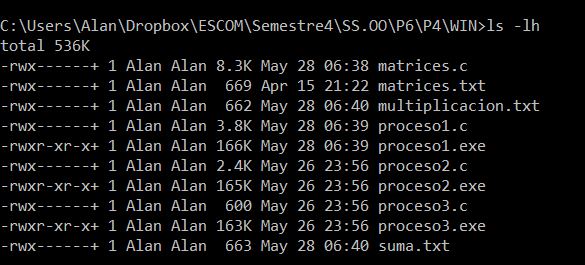 C:\Users\Alan\Dropbox\ESCOM\Semestre4\SS.OO\P6\P4\WIN>ls -lh
total 536K
-rwx------+ 1 Alan Alan 8.3K May 28 06:38 matrices.c
-rwx------+ 1 Alan Alan  669 Apr 15 21:22 matrices.txt
-rwx------+ 1 Alan Alan  662 May 28 06:40 multiplicacion.txt
-rwx------+ 1 Alan Alan 3.8K May 28 06:39 proceso1.c
-rwxr-xr-x+ 1 Alan Alan 166K May 28 06:39 proceso1.exe
-rwx------+ 1 Alan Alan 2.4K May 26 23:56 proceso2.c
-rwxr-xr-x+ 1 Alan Alan 165K May 26 23:56 proceso2.exe
-rwx------+ 1 Alan Alan  600 May 26 23:56 proceso3.c
-rwxr-xr-x+ 1 Alan Alan 163K May 26 23:56 proceso3.exe
-rwx------+ 1 Alan Alan  663 May 28 06:40 suma.txt